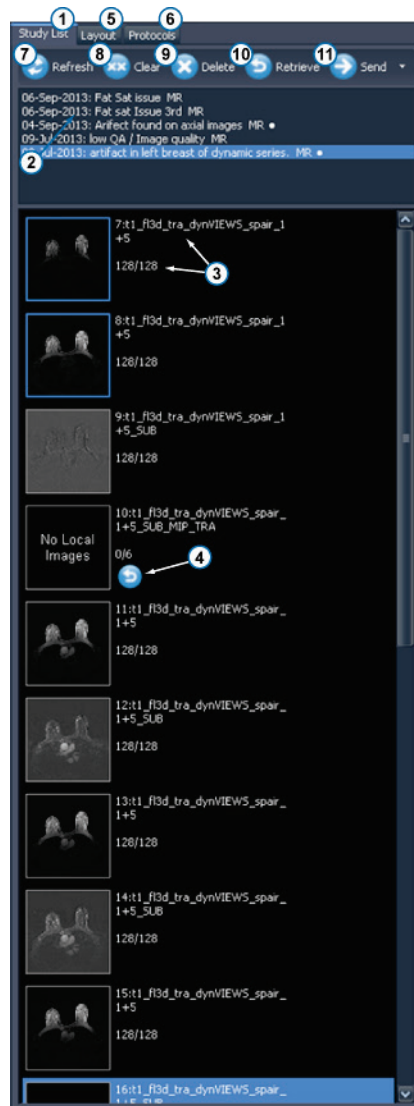 1 5 6
Study List Layout Protocols
7 8 9 10 11
Refresh Clear Delete Retrieve Send
06-Sep-2013: Fat Sat issue MR
06-Sep-2013: Fat sat Issue 3rd MR
04-Sep-2013: Arifect found on axial images MR •
09-Jul-2013: low QA / Image quality MR
2
-Jul-2013: artifact in left breast of dynamic series. MR •
7:t1_fl3d_tra_dynVIEWS_spair_1
+5
128/128
3
8:t1_fl3d_tra_dynVIEWS_spair_1
+5
128/128
9:t1_fl3d_tra_dynVIEWS_spair_1
+5_SUB
128/128
10:t1_fl3d_tra_dynVIEWS_spair_
1+5_SUB_MIP_TRA
No Local
Images
0/6
4
11:t1_fl3d_tra_dynVIEWS_spair_
1+5
128/128
12:t1_fl3d_tra_dynVIEWS_spair_
1+5_SUB
128/128
13:t1_fl3d_tra_dynVIEWS_spair_
1+5
128/128
14:t1_fl3d_tra_dynVIEWS_spair_
1+5_SUB
128/128
15:t1_fl3d_tra_dynVIEWS_spair_
1+5
128/128
16:t1_fl3d_tra_dynVIEWS_spair_
1+5_SUB